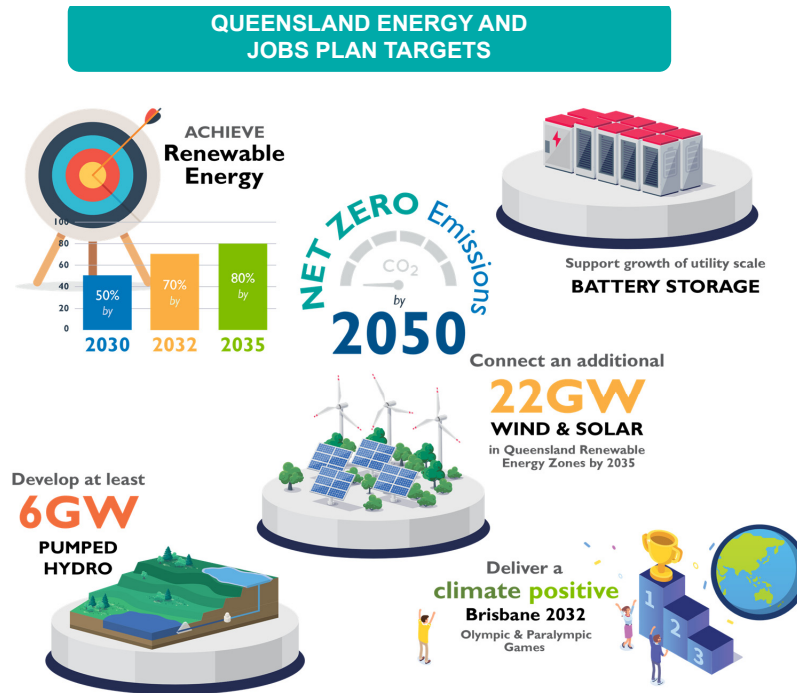 QUEENSLAND ENERGY AND
JOBS PLAN TARGETS
ACHIEVE
Renewable
Energy
100
80
60
40
20
0
50%
by
2030
70%
by
2032
80%
by
2035
NET ZERO Emissions
CO2
by
2050
Support growth of utility scale
BATTERY STORAGE
Connect an additional
22GW
WIND & SOLAR
in Queensland Renewable
Energy Zones by 2035
Develop at least
6GW
PUMPED
HYDRO
Deliver a
climate positive
Brisbane 2032
Olympic & Paralympic
Games
1
2
3